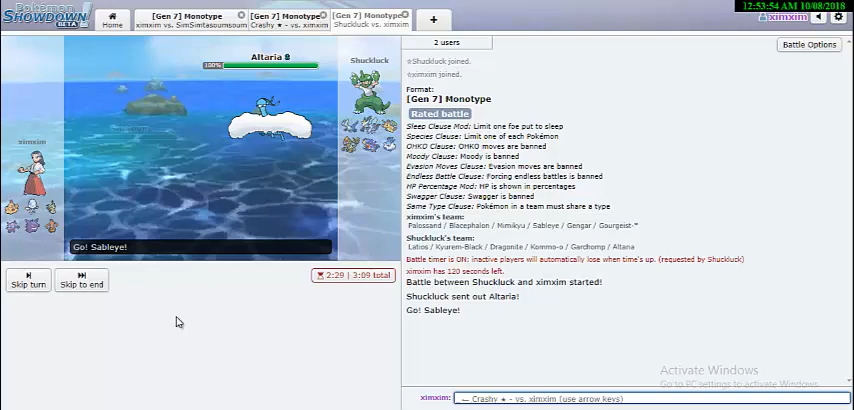 Pokémon
SHOWDOWN!
BETA
Home
[Gen 7] Monotype
ximxim vs. SimSimtasoumsoum
[Gen 7] Monotype
Crashy ★ - vs. ximxim
[Gen 7] Monotype
Shuckluck vs. ximxim
12:53:54 AM 10/08/2018
ximxim
2 users
Battle Options
Altaria
100%
Shuckluck
ximxim
Go! Sableye!
Skip turn
Skip to end
2:29 | 3:09 total
Shuckluck joined.
ximxim joined.
Format:
[Gen 7] Monotype
Rated battle
Sleep Clause Mod: Limit one foe put to sleep
Species Clause: Limit one of each Pokémon
OHKO Clause: OHKO moves are banned
Moody Clause: Moody is banned
Evasion Moves Clause: Evasion moves are banned
Endless Battle Clause: Forcing endless battles is banned
HP Percentage Mod: HP is shown in percentages
Swagger Clause: Swagger is banned
Same Type Clause: Pokémon in a team must share a type
ximxim's team:
Palossand / Blacephalon / Mimikyu / Sableye / Gengar / Gourgeist-*
Shuckluck's team:
Latios / Kyurem-Black / Dragonite / Kommo-o / Garchomp / Altaria
Battle timer is ON: inactive players will automatically lose when time's up. (requested by Shuckluck)
ximxim has 120 seconds left.
Battle between Shuckluck and ximxim started!
Shuckluck sent out Altaria!
Go! Sableye!
Activate Windows
Go to PC settings to activate Windows.
ximxim:
← Crashy ★ - vs. ximxim (use arrow keys)